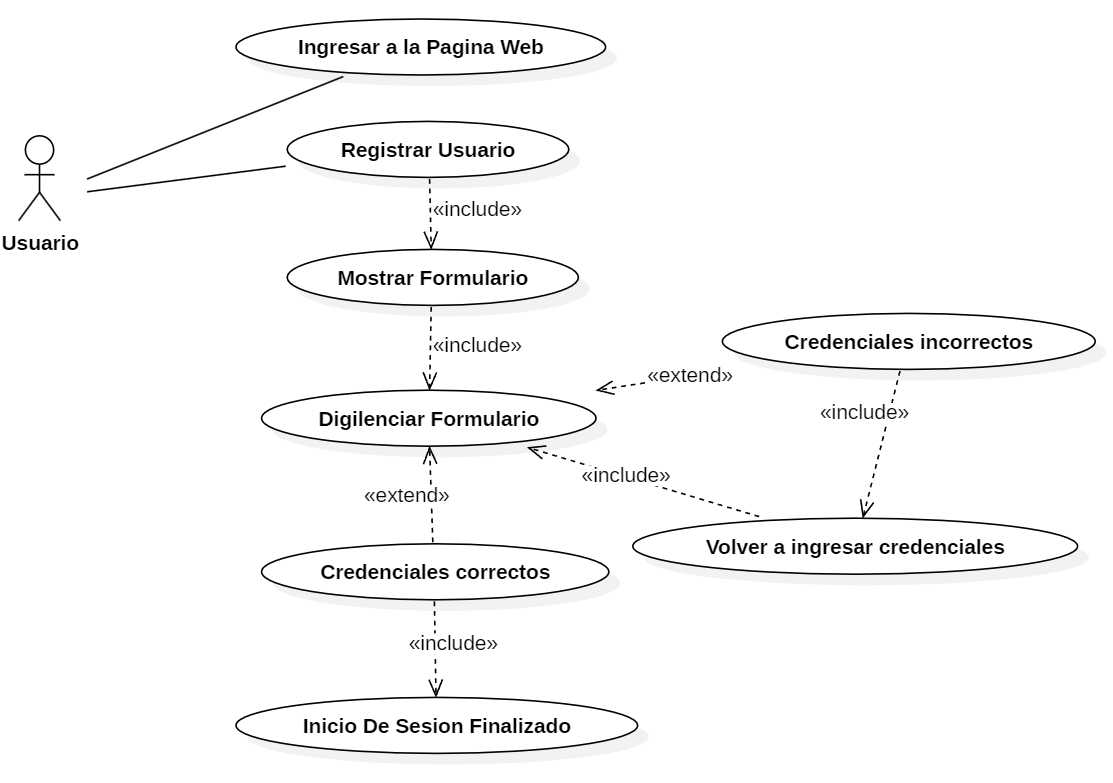 Ingresar a la Pagina Web
Registrar Usuario
«include»
Usuario
Mostrar Formulario
«include»
Credenciales incorrectos
«extend»
«include»
Digilenciar Formulario
«include»
«extend»
Volver a ingresar credenciales
Credenciales correctos
«include»
Inicio De Sesion Finalizado